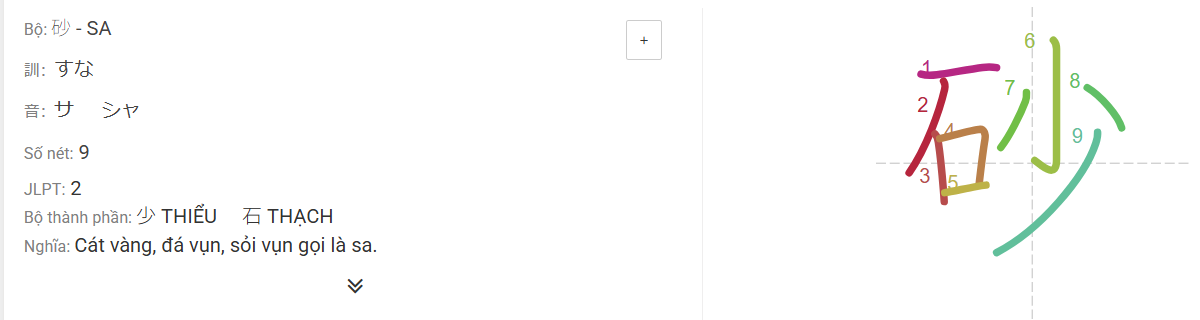 Bộ: 砂 - SA
+
訓: すな
音: サ シャ
Số nét: 9
JLPT: 2
Bộ thành phần: 少 THIỂU 石 THẠCH
Nghĩa: Cát vàng, đá vụn, sỏi vụn gọi là sa.
砂
1
2
3
4
5
6
7
8
9